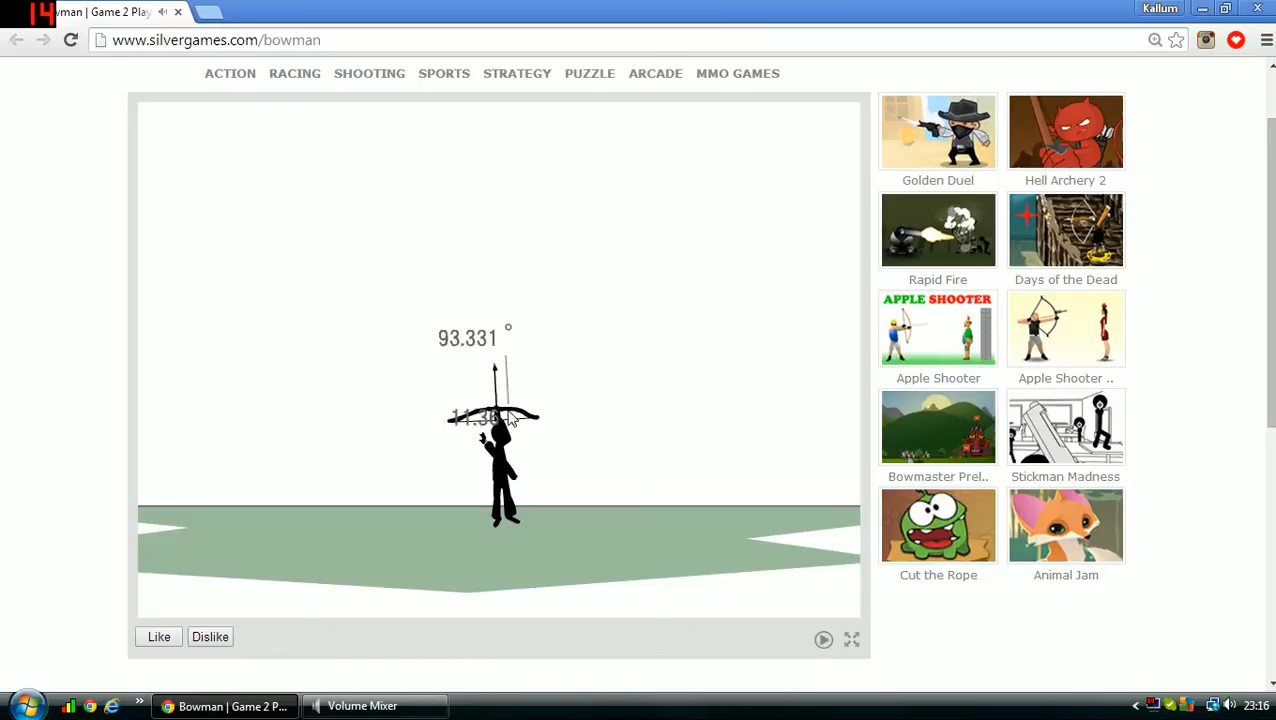 14
owman | Game 2 Play
Kallum
www.silvergames.com/bowman
ACTION RACING SHOOTING SPORTS STRATEGY PUZZLE ARCADE MMO GAMES
Golden Duel
Hell Archery 2
Rapid Fire
Days of the Dead
APPLE SHOOTER
Apple Shooter
Apple Shooter ..
93.331 °
Bowmaster Prel..
Stickman Madness
Cut the Rope
Animal Jam
Like Dislike
Bowman | Game 2 P...
Volume Mixer
23:16